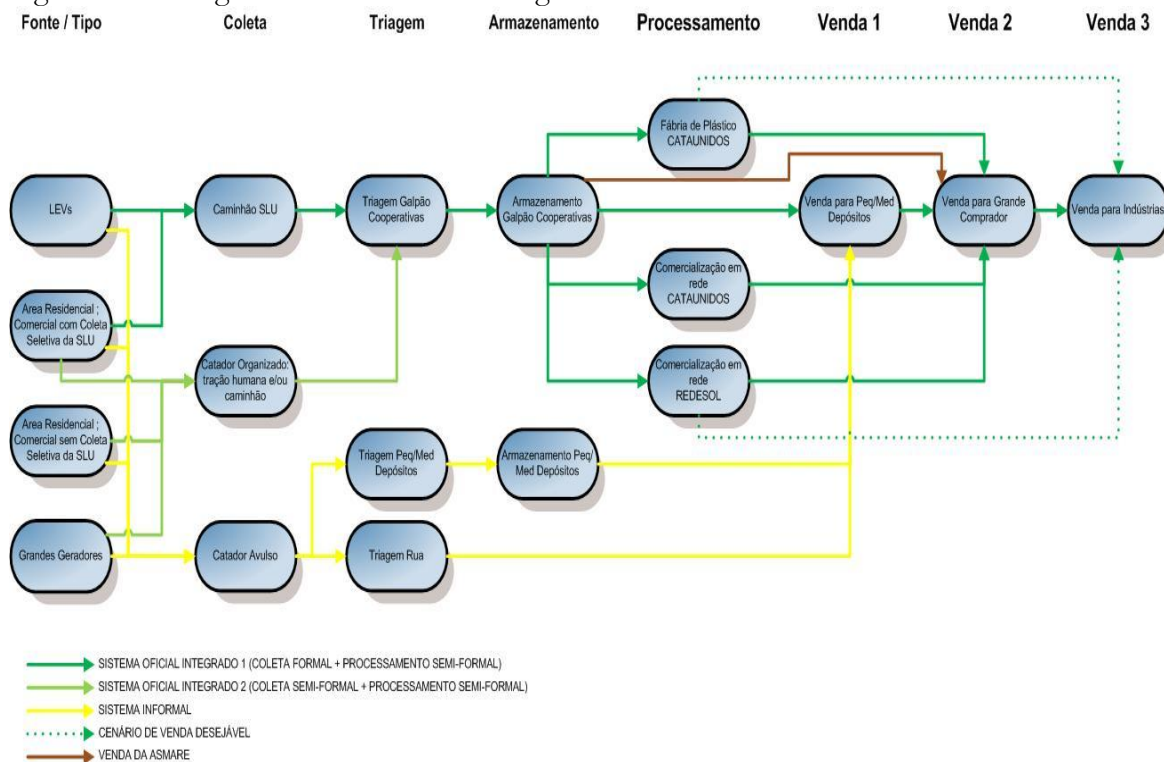 Fonte / Tipo
Coleta
Triagem
Armazenamento
Processamento
Venda 1
Venda 2
Venda 3
Fábria de Plástico
CATAUNIDOS
LEVs
Caminhão SLU
Triagem Galpão
Cooperativas
Armazenamento
Galpão Cooperativas
Venda para Peq/Med
Depósitos
Venda para Grande
Comprador
Venda para Indústrias
Area Residencial ;
Comercial com Coleta
Seletiva da SLU
Comercialização em
rede
CATAUNIDOS
Catador Organizado:
tração humana e/ou
caminhão
Comercialização em
rede
REDESOL
Area Residencial ;
Comercial sem Coleta
Seletiva da SLU
Triagem Peq/Med
Depósitos
Armazenamento Peq/
Med Depósitos
Grandes Geradores
Catador Avulso
Triagem Rua
SISTEMA OFICIAL INTEGRADO 1 (COLETA FORMAL + PROCESSAMENTO SEMI-FORMAL)
SISTEMA OFICIAL INTEGRADO 2 (COLETA SEMI-FORMAL + PROCESSAMENTO SEMI-FORMAL)
SISTEMA INFORMAL
CENÁRIO DE VENDA DESEJÁVEL
VENDA DA ASMARE